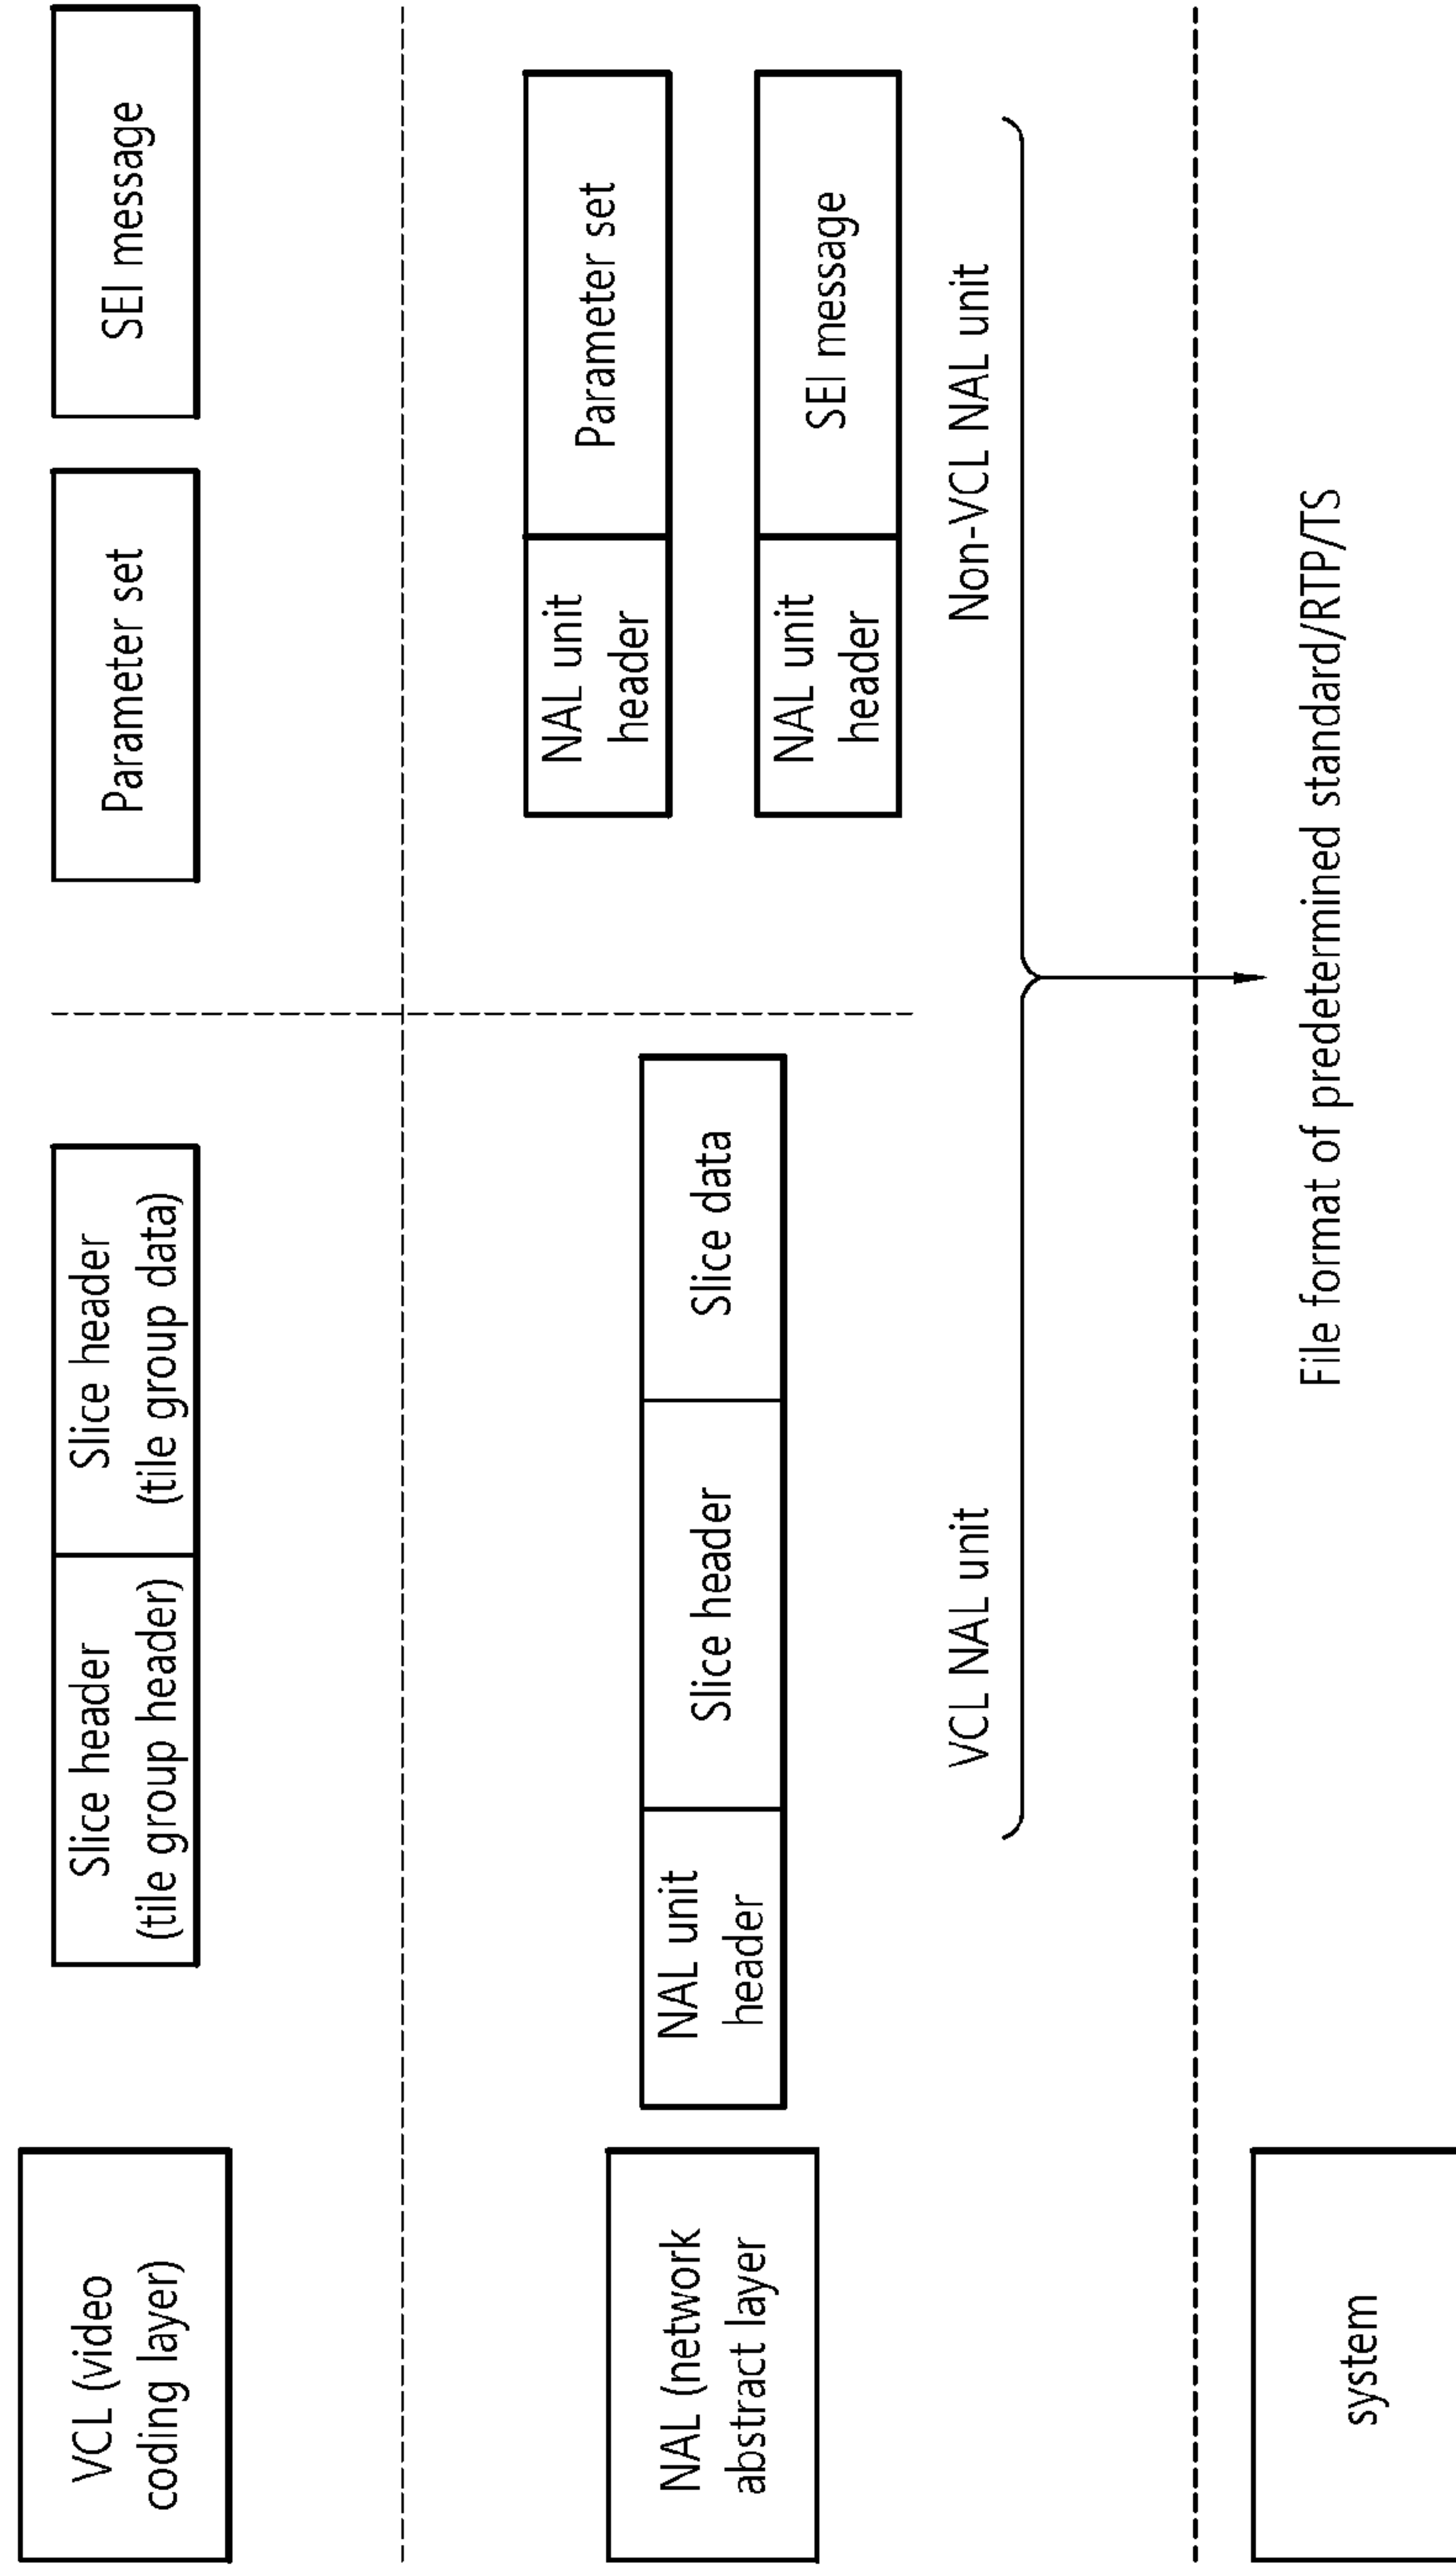 VCL (video
coding layer)
Slice header
(tile group header)
Slice header
(tile group data)
Parameter set
SEI message
NAL (network
abstract layer
NAL unit
header
Slice header
Slice data
NAL unit
header
Parameter set
NAL unit
header
SEI message
VCL NAL unit
Non-VCL NAL unit
system
File format of predetermined standard/RTP/TS